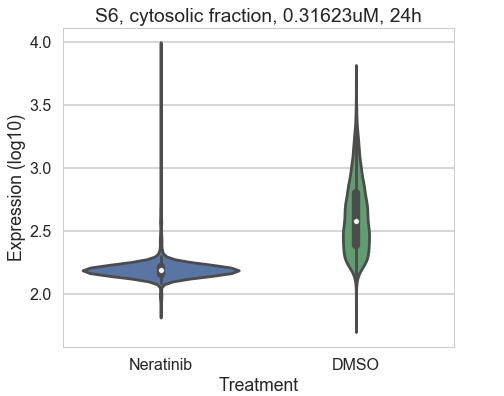 S6, cytosolic fraction, 0.31623uM, 24h
4.0
3.5
3.0
2.5
2.0
Expression (log10)
Neratinib
DMSO
Treatment